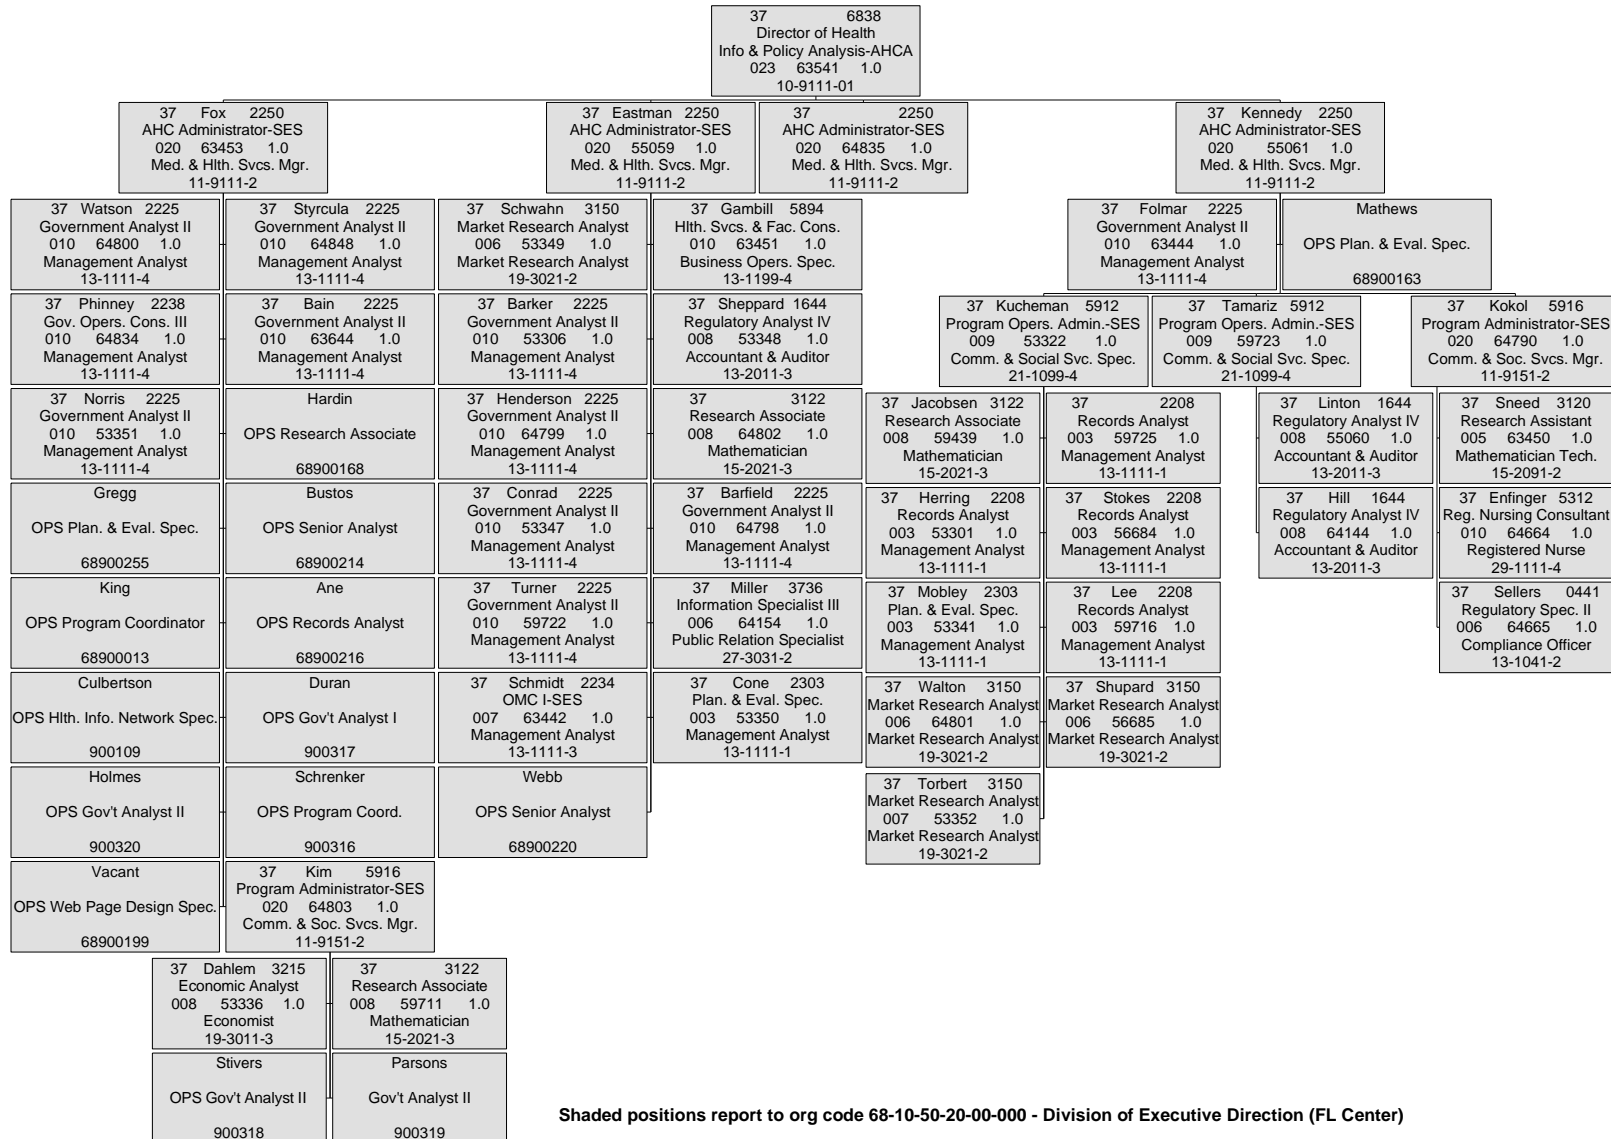 37 6838
Director of Health
Info & Policy Analysis-AHCA
023 63541 1.0
10-9111-01
37 Fox 2250
AHC Administrator-SES
020 63453 1.0
Med. & Hlth. Svcs. Mgr.
11-9111-2
37 Eastman 2250
AHC Administrator-SES
020 55059 1.0
Med. & Hlth. Svcs. Mgr.
11-9111-2
37 2250
AHC Administrator-SES
020 64835 1.0
Med. & Hlth. Svcs. Mgr.
11-9111-2
37 Kennedy 2250
AHC Administrator-SES
020 55061 1.0
Med. & Hlth. Svcs. Mgr.
11-9111-2
37 Watson 2225
Government Analyst II
010 64800 1.0
Management Analyst
13-1111-4
37 Styrcula 2225
Government Analyst II
010 64848 1.0
Management Analyst
13-1111-4
37 Phinney 2238
Gov. Opers. Cons. III
010 64834 1.0
Management Analyst
13-1111-4
37 Bain 2225
Government Analyst II
010 63644 1.0
Management Analyst
13-1111-4
37 Norris 2225
Government Analyst II
010 53351 1.0
Management Analyst
13-1111-4
Hardin
OPS Research Associate
68900168
Gregg
OPS Plan. & Eval. Spec.
68900255
Bustos
OPS Senior Analyst
68900214
King
OPS Program Coordinator
68900013
Ane
OPS Records Analyst
68900216
Culbertson
OPS Hlth. Info. Network Spec.
900109
Duran
OPS Gov't Analyst I
900317
Holmes
OPS Gov't Analyst II
900320
Schrenker
OPS Program Coord.
900316
Vacant
OPS Web Page Design Spec.
68900199
37 Kim 5916
Program Administrator-SES
020 64803 1.0
Comm. & Soc. Svcs. Mgr.
11-9151-2
37 Dahlem 3215
Economic Analyst
008 53336 1.0
Economist
19-3011-3
37 3122
Research Associate
008 59711 1.0
Mathematician
15-2021-3
Stivers
OPS Gov't Analyst II
900318
Parsons
Gov't Analyst II
900319
37 Schwahn 3150
Market Research Analyst
006 53349 1.0
Market Research Analyst
19-3021-2
37 Gambill 5894
Hlth. Svcs. & Fac. Cons.
010 63451 1.0
Business Opers. Spec.
13-1199-4
37 Barker 2225
Government Analyst II
010 53306 1.0
Management Analyst
13-1111-4
37 Sheppard 1644
Regulatory Analyst IV
008 53348 1.0
Accountant & Auditor
13-2011-3
37 Henderson 2225
Government Analyst II
010 64799 1.0
Management Analyst
13-1111-4
37 3122
Research Associate
008 64802 1.0
Mathematician
15-2021-3
37 Conrad 2225
Government Analyst II
010 53347 1.0
Management Analyst
13-1111-4
37 Barfield 2225
Government Analyst II
010 64798 1.0
Management Analyst
13-1111-4
37 Turner 2225
Government Analyst II
010 59722 1.0
Management Analyst
13-1111-4
37 Miller 3736
Information Specialist III
006 64154 1.0
Public Relation Specialist
27-3031-2
37 Schmidt 2234
OMC I-SES
007 63442 1.0
Management Analyst
13-1111-3
37 Cone 2303
Plan. & Eval. Spec.
003 53350 1.0
Management Analyst
13-1111-1
Webb
OPS Senior Analyst
68900220
37 Folmar 2225
Government Analyst II
010 63444 1.0
Management Analyst
13-1111-4
Mathews
OPS Plan. & Eval. Spec.
68900163
37 Kucheman 5912
Program Opers. Admin.-SES
009 53322 1.0
Comm. & Social Svc. Spec.
21-1099-4
37 Tamariz 5912
Program Opers. Admin.-SES
009 59723 1.0
Comm. & Social Svc. Spec.
21-1099-4
37 Kokol 5916
Program Administrator-SES
020 64790 1.0
Comm. & Soc. Svcs. Mgr.
11-9151-2
37 Jacobsen 3122
Research Associate
008 59439 1.0
Mathematician
15-2021-3
37 2208
Records Analyst
003 59725 1.0
Management Analyst
13-1111-1
37 Herring 2208
Records Analyst
003 53301 1.0
Management Analyst
13-1111-1
37 Stokes 2208
Records Analyst
003 56684 1.0
Management Analyst
13-1111-1
37 Mobley 2303
Plan. & Eval. Spec.
003 53341 1.0
Management Analyst
13-1111-1
37 Lee 2208
Records Analyst
003 59716 1.0
Management Analyst
13-1111-1
37 Walton 3150
Market Research Analyst
006 64801 1.0
Market Research Analyst
19-3021-2
37 Shupard 3150
Market Research Analyst
006 56685 1.0
Market Research Analyst
19-3021-2
37 Torbert 3150
Market Research Analyst
007 53352 1.0
Market Research Analyst
19-3021-2
37 Linton 1644
Regulatory Analyst IV
008 55060 1.0
Accountant & Auditor
13-2011-3
37 Hill 1644
Regulatory Analyst IV
008 64144 1.0
Accountant & Auditor
13-2011-3
37 Sneed 3120
Research Assistant
005 63450 1.0
Mathematician Tech.
15-2091-2
37 Enfinger 5312
Reg. Nursing Consultant
010 64664 1.0
Registered Nurse
29-1111-4
37 Sellers 0441
Regulatory Spec. II
006 64665 1.0
Compliance Officer
13-1041-2
Shaded positions report to org code 68-10-50-20-00-000 - Division of Executive Direction (FL Center)